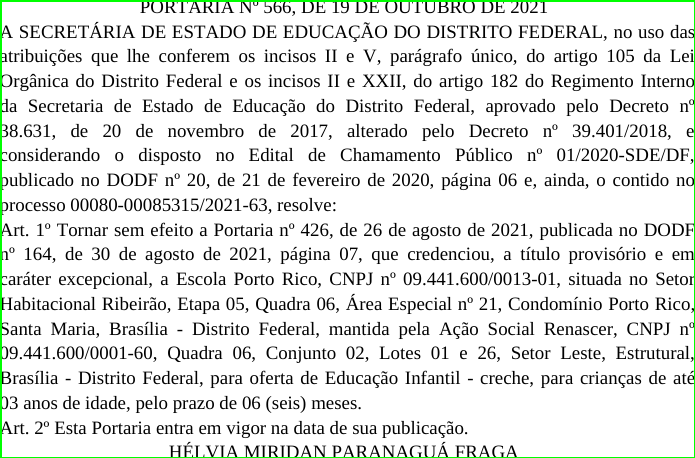 PORTARIA Nº 566, DE 19 DE OUTUBRO DE 2021
A SECRETÁRIA DE ESTADO DE EDUCAÇÃO DO DISTRITO FEDERAL, no uso das
atribuições que lhe conferem os incisos II e V, parágrafo único, do artigo 105 da Lei
Orgânica do Distrito Federal e os incisos II e XXII, do artigo 182 do Regimento Interno
da Secretaria de Estado de Educação do Distrito Federal, aprovado pelo Decreto nº
38.631, de 20 de novembro de 2017, alterado pelo Decreto nº 39.401/2018, e
considerando o disposto no Edital de Chamamento Público nº 01/2020-SDE/DF,
publicado no DODF nº 20, de 21 de fevereiro de 2020, página 06 e, ainda, o contido no
processo 00080-00085315/2021-63, resolve:
Art. 1º Tornar sem efeito a Portaria nº 426, de 26 de agosto de 2021, publicada no DODF
nº 164, de 30 de agosto de 2021, página 07, que credenciou, a título provisório e em
caráter excepcional, a Escola Porto Rico, CNPJ nº 09.441.600/0013-01, situada no Setor
Habitacional Ribeirão, Etapa 05, Quadra 06, Área Especial nº 21, Condomínio Porto Rico,
Santa Maria, Brasília - Distrito Federal, mantida pela Ação Social Renascer, CNPJ nº
09.441.600/0001-60, Quadra 06, Conjunto 02, Lotes 01 e 26, Setor Leste, Estrutural,
Brasília - Distrito Federal, para oferta de Educação Infantil - creche, para crianças de até
03 anos de idade, pelo prazo de 06 (seis) meses.
Art. 2º Esta Portaria entra em vigor na data de sua publicação.
HÉLVIA MIRIDAN PARANAGUÁ FRAGA